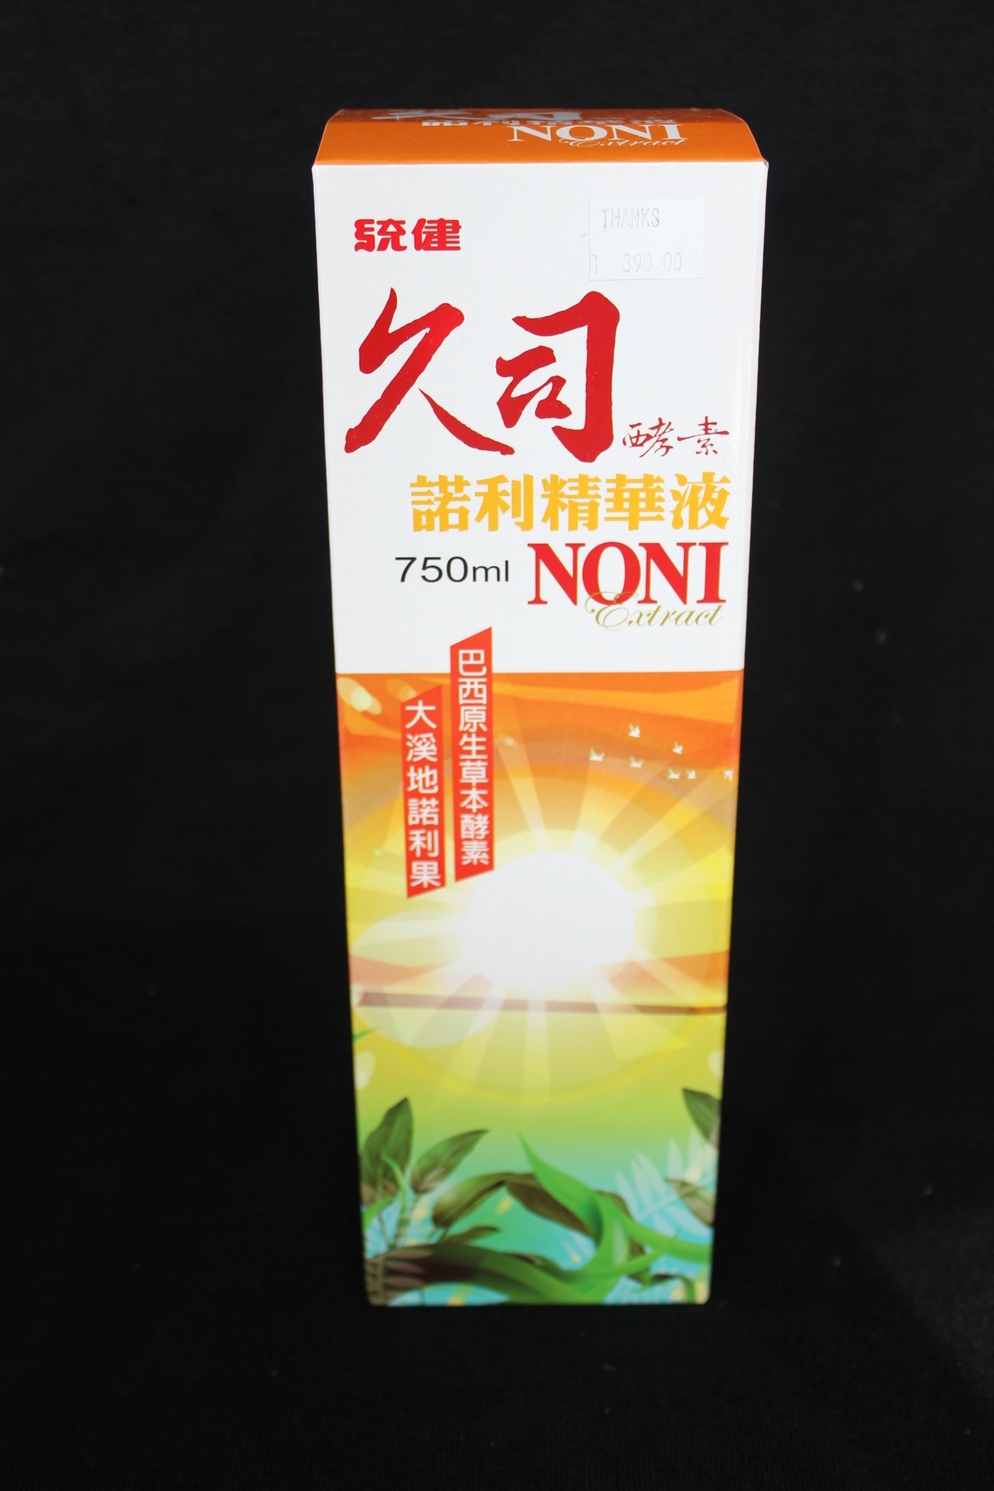 NONI
Extract
統健
THANKS
390.00
久司
酵素
諾利精華液
750ml NONI
Extract
巴西原生草本酵素
大溪地諾利果